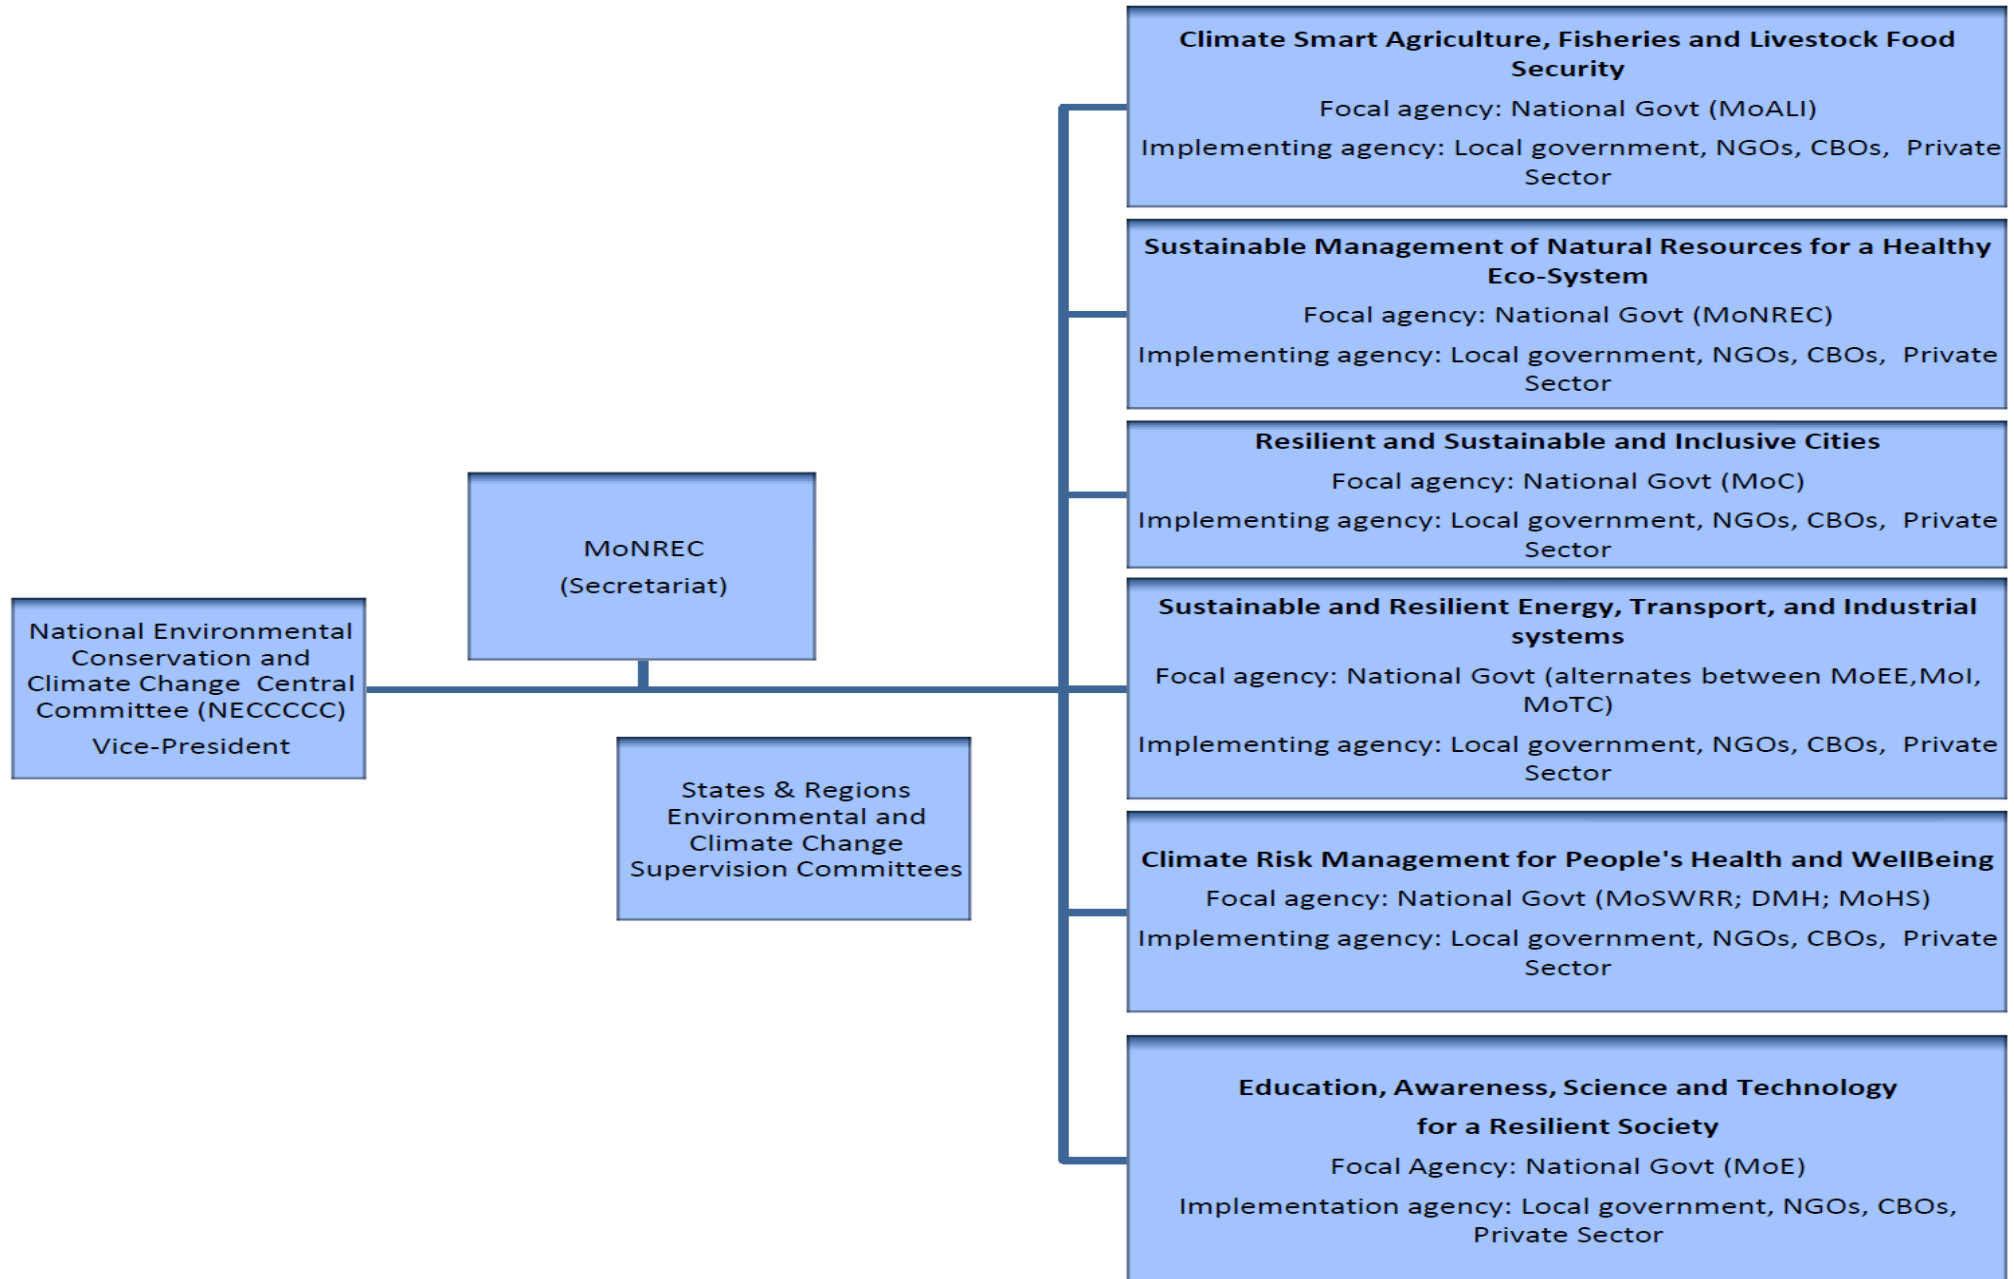 National Environmental
Conservation and
Climate Change Central
Committee (NECCCCC)
Vice-President
MoNREC
(Secretariat)
States & Regions
Environmental and
Climate Change
Supervision Committees
Climate Smart Agriculture, Fisheries and Livestock Food
Security
Focal agency: National Govt (MoALI)
Implementing agency: Local government, NGOs, CBOs, Private
Sector
Sustainable Management of Natural Resources for a Healthy
Eco-System
Focal agency: National Govt (MoNREC)
Implementing agency: Local government, NGOs, CBOs, Private
Sector
Resilient and Sustainable and Inclusive Cities
Focal agency: National Govt (MoC)
Implementing agency: Local government, NGOs, CBOs, Private
Sector
Sustainable and Resilient Energy, Transport, and Industrial
systems
Focal agency: National Govt (alternates between MoEE,MoI,
MoTC)
Implementing agency: Local government, NGOs, CBOs, Private
Sector
Climate Risk Management for People's Health and WellBeing
Focal agency: National Govt (MoSWRR; DMH; MoHS)
Implementing agency: Local government, NGOs, CBOs, Private
Sector
Education, Awareness, Science and Technology
for a Resilient Society
Focal Agency: National Govt (MoE)
Implementation agency: Local government, NGOs, CBOs,
Private Sector